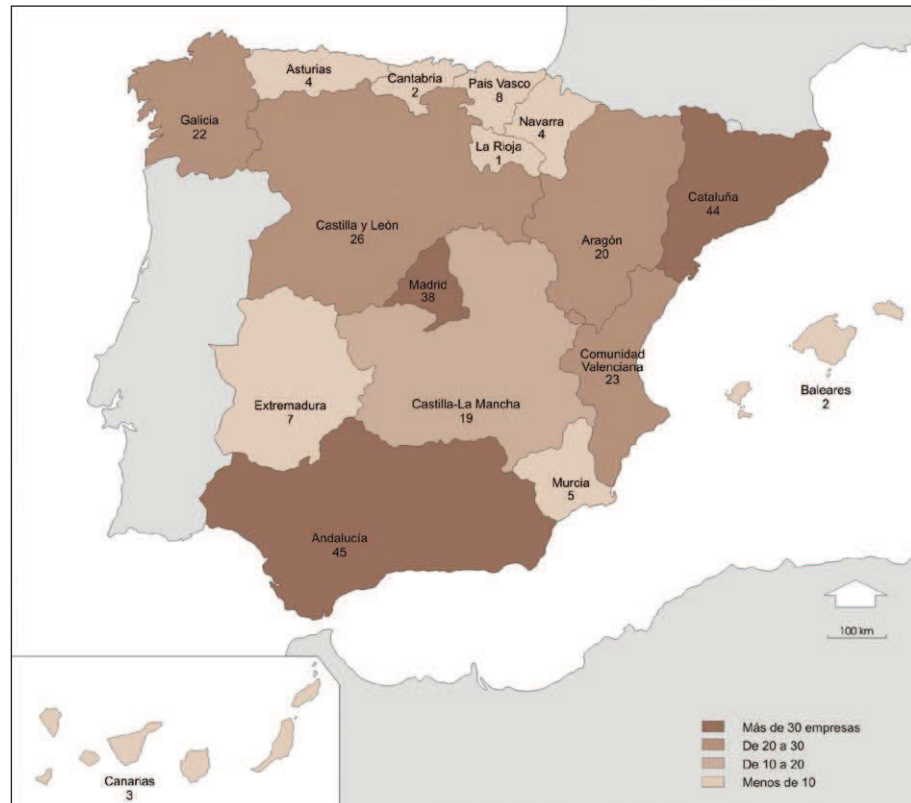 Asturias
4
Cantabria
2
Pais Vasco
8
Navarra
4
Galicia
22
La Rioja
1
Cataluña
44
Castilla y León
26
Aragón
20
Madrid
38
Comunidad
Valenciana
23
Baleares
2
Extremadura
7
Castilla-La Mancha
19
Murcia
5
Andalucía
45
100 km
Canarias
3
Más de 30 empresas
De 20 a 30
De 10 a 20
Menos de 10